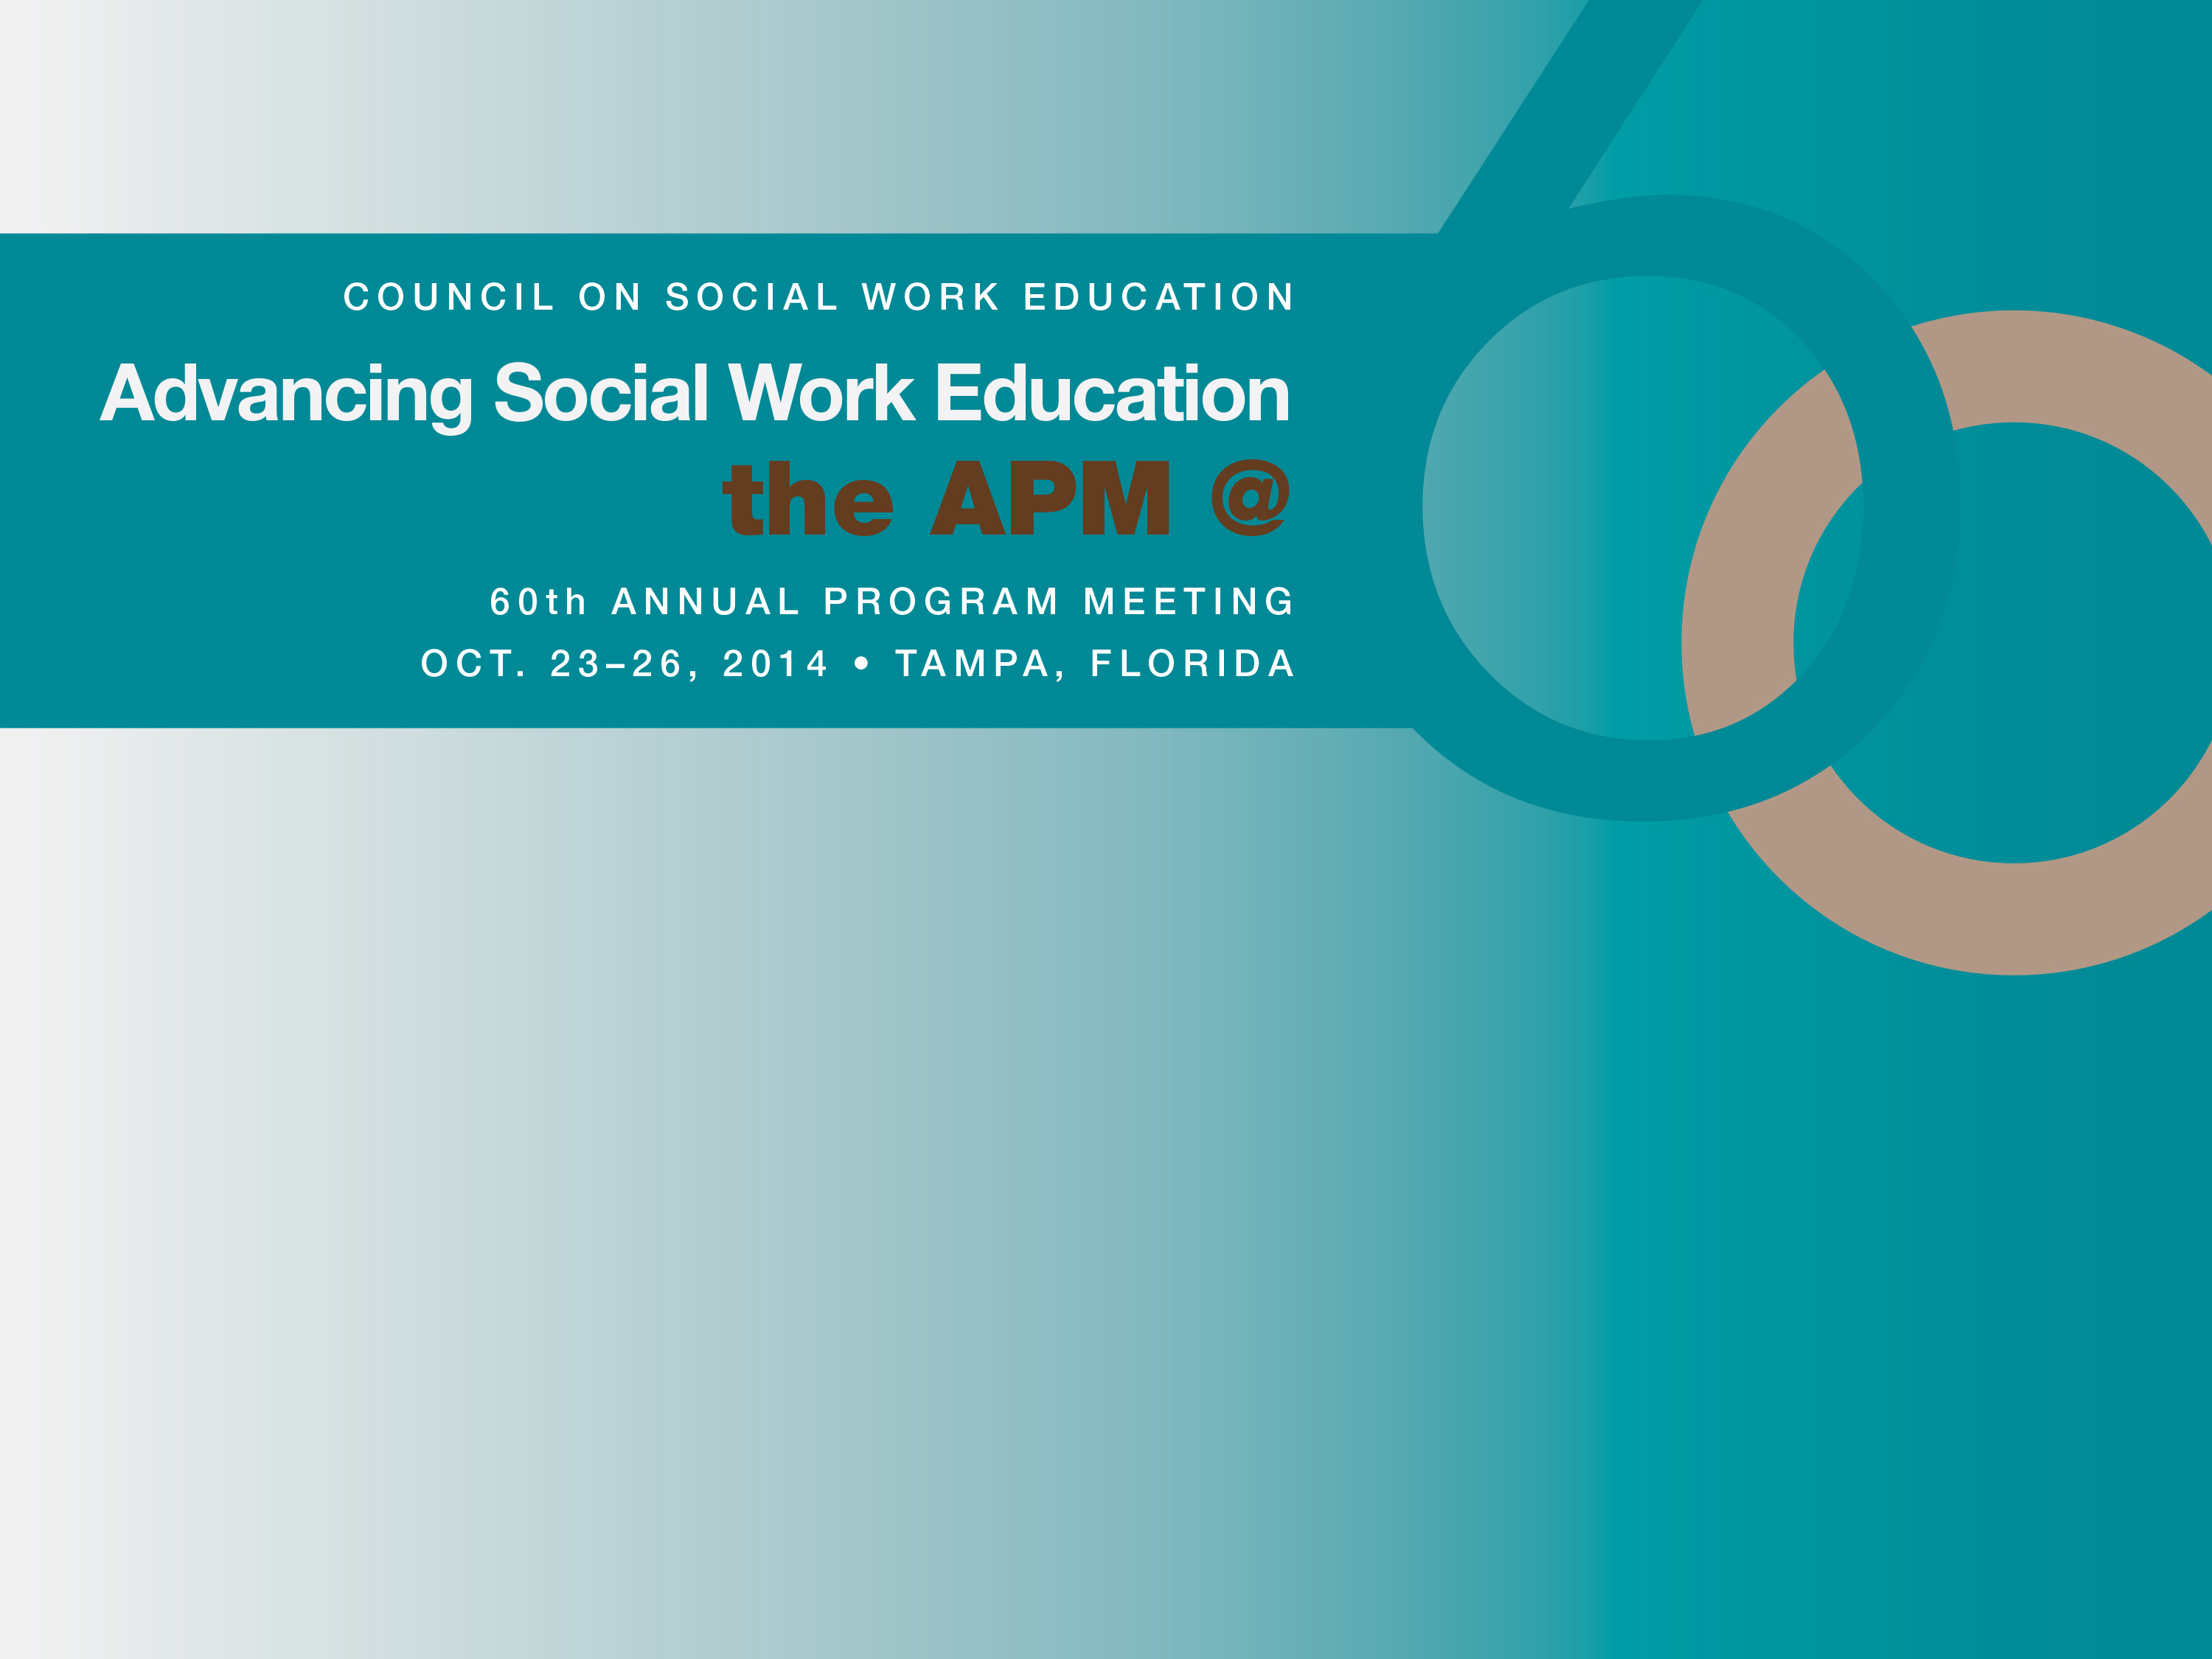 COUNCIL ON SOCIAL WORK EDUCATION
Advancing Social Work Education
the APM @ 60
60th ANNUAL PROGRAM MEETING
OCT. 23–26, 2014 • TAMPA, FLORIDA